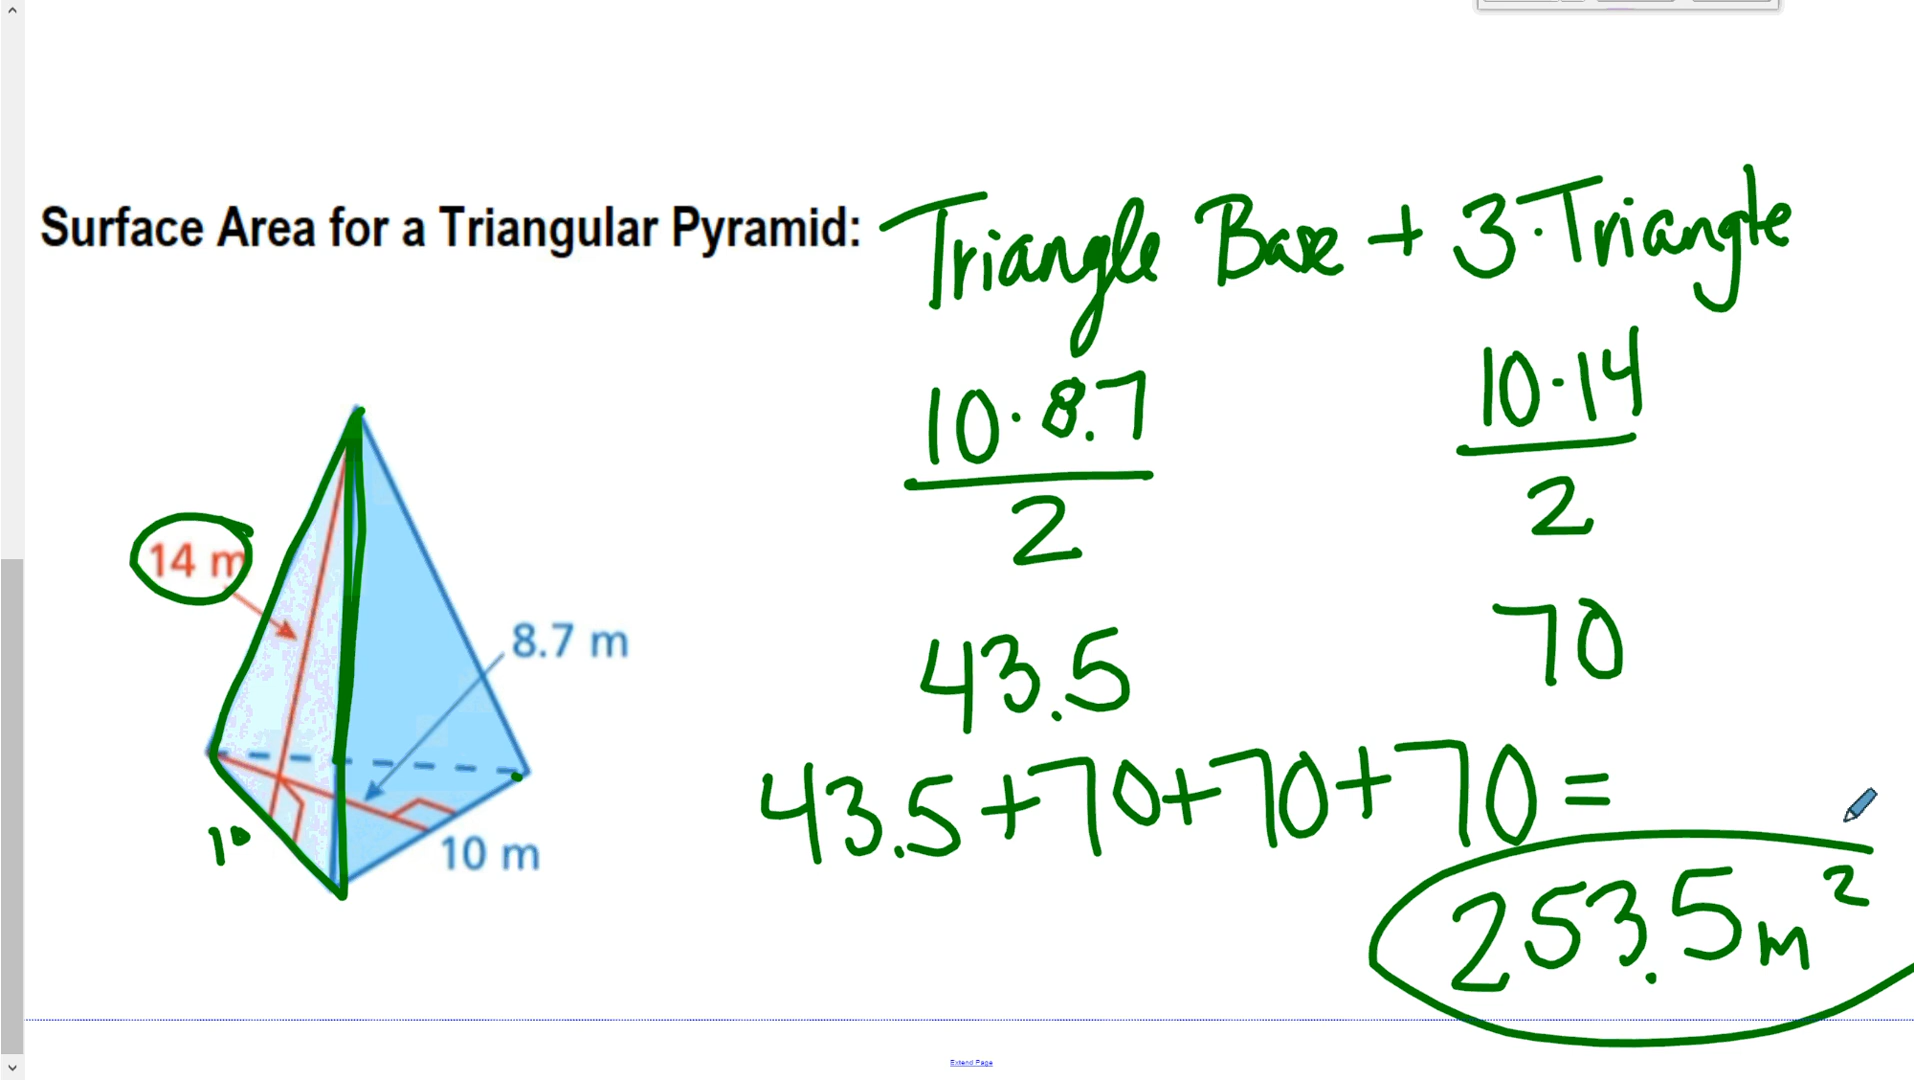 Surface Area for a Triangular Pyramid: Triangle Base + 3·Triangle
10·8.7
2
10·14
2
14 m
8.7 m
43.5
70
43.5+70+70+70=
10
10 m
253.5m²
Extend Page